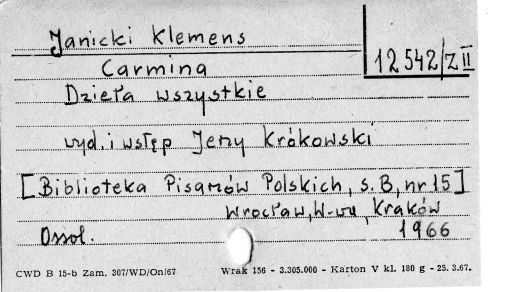 Janicki Klemens
12542/Z II
Carmina
Dzieła wszystkie
wyd. i wstęp Jerzy Krókowski
[Biblioteka Pisarzów Polskich, s. B, nr 15]
Wrocław, W-wa, Kraków
Ossol. 1966
CWD B 15-b Zam. 307/WD/On/67 Wrak 156 - 3.305.000 - Karton V kl. 180 g - 25. 3.67.